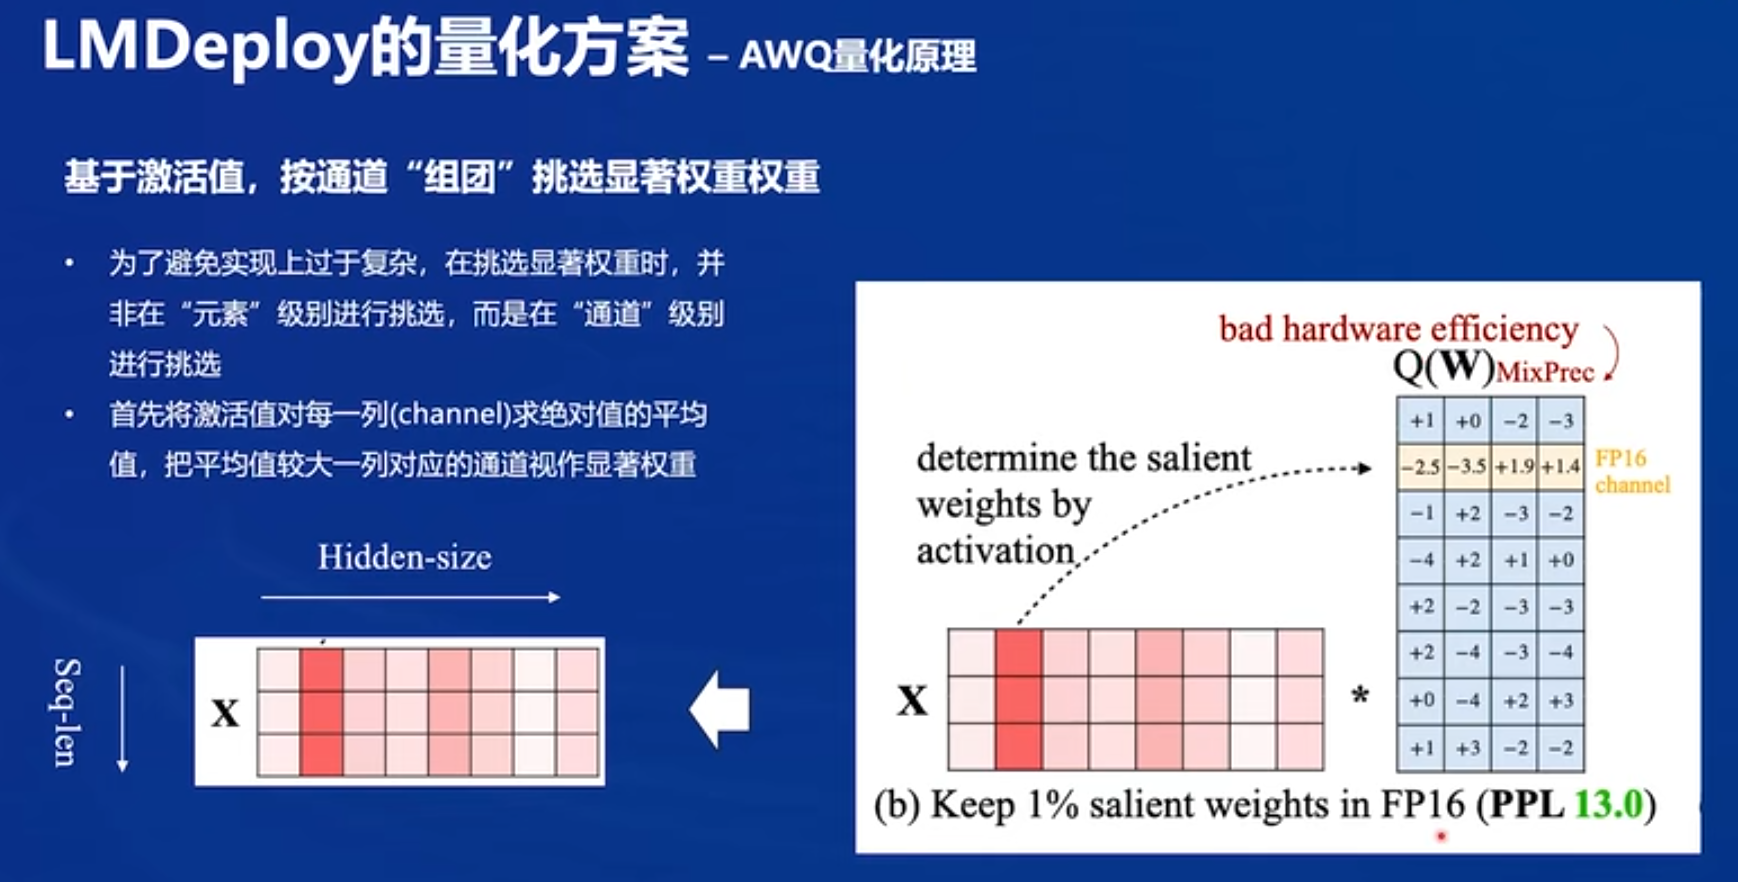 LMDeploy的量化方案 – AWQ量化原理
基于激活值，按通道“组团”挑选显著权重权重
• 为了避免实现上过于复杂，在挑选显著权重时，并
非在“元素”级别进行挑选，而是在“通道”级别
进行挑选
• 首先将激活值对每一列(channel)求绝对值的平均
值，把平均值较大一列对应的通道视作显著权重
Hidden-size
Seq-len
X
bad hardware efficiency
Q(W)MixPrec
determine the salient
weights by
activation
+1 +0 −2 −3
−2.5 −3.5 +1.9 +1.4
FP16
channel
−1 +2 −3 −2
−4 +2 +1 +0
+2 −2 −3 −3
+2 −4 −3 −4
+0 −4 +2 +3
+1 +3 −2 −2
X *
(b) Keep 1% salient weights in FP16 (PPL 13.0)